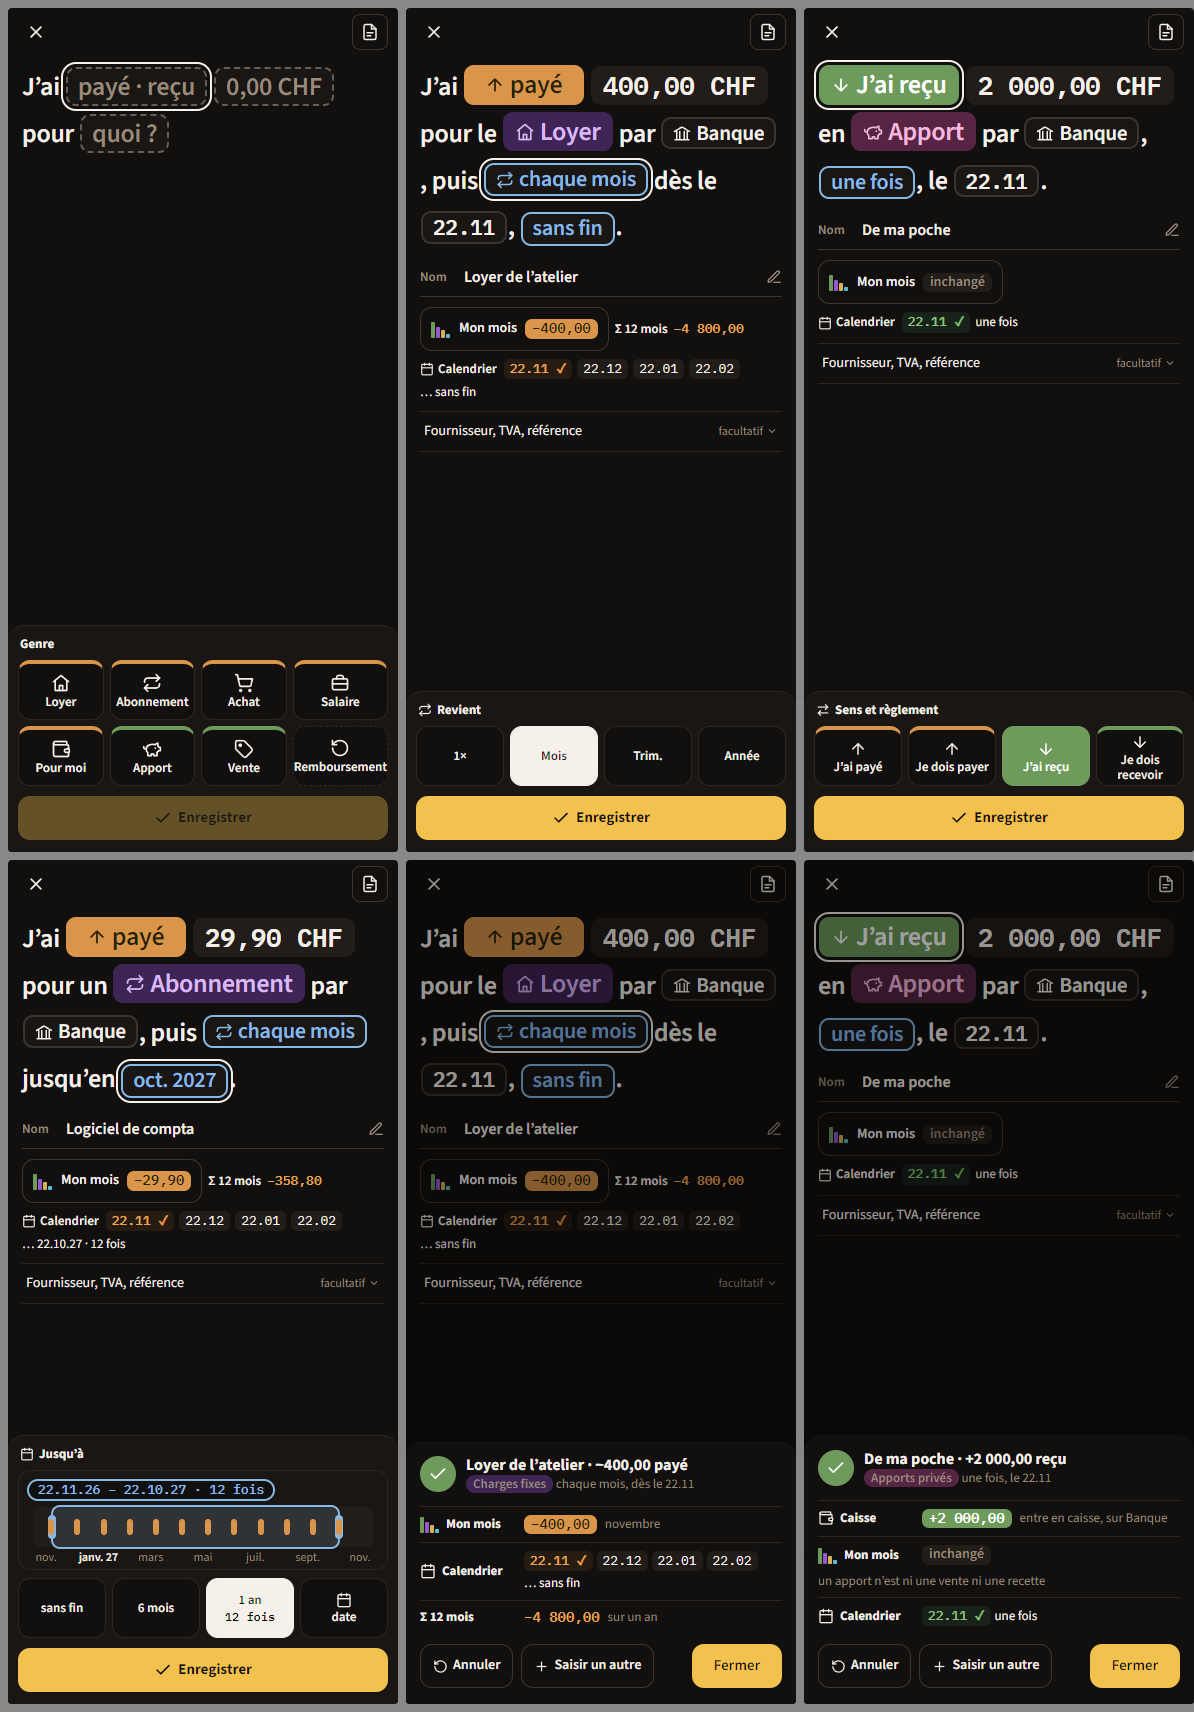 J’ai payé · reçu 0,00 CHF
pour quoi ?
Genre
Loyer Abonnement Achat Salaire
Pour moi Apport Vente Remboursement
Enregistrer
J’ai payé 400,00 CHF
pour le Loyer par Banque
, puis chaque mois dès le
22.11 , sans fin .
Nom Loyer de l’atelier
Mon mois −400,00 Σ 12 mois −4 800,00
Calendrier 22.11 ✓ 22.12 22.01 22.02
… sans fin
Fournisseur, TVA, référence facultatif
Revient
1× Mois Trim. Année
Enregistrer
J’ai reçu 2 000,00 CHF
en Apport par Banque ,
une fois , le 22.11 .
Nom De ma poche
Mon mois inchangé
Calendrier 22.11 ✓ une fois
Fournisseur, TVA, référence facultatif
Sens et règlement
J’ai payé Je dois payer J’ai reçu Je dois
recevoir
Enregistrer
J’ai payé 29,90 CHF
pour un Abonnement par
Banque , puis chaque mois
jusqu’en oct. 2027 .
Nom Logiciel de compta
Mon mois −29,90 Σ 12 mois −358,80
Calendrier 22.11 ✓ 22.12 22.01 22.02
… 22.10.27 · 12 fois
Fournisseur, TVA, référence facultatif
Jusqu’à
22.11.26 – 22.10.27 · 12 fois
nov. janv. 27 mars mai juil. sept. nov.
sans fin 6 mois 1 an date
12 fois
Enregistrer
J’ai payé 400,00 CHF
pour le Loyer par Banque
, puis chaque mois dès le
22.11 , sans fin .
Nom Loyer de l’atelier
Mon mois −400,00 Σ 12 mois −4 800,00
Calendrier 22.11 ✓ 22.12 22.01 22.02
… sans fin
Fournisseur, TVA, référence facultatif
Loyer de l’atelier · −400,00 payé
Charges fixes chaque mois, dès le 22.11
Mon mois −400,00 novembre
Calendrier 22.11 ✓ 22.12 22.01 22.02
… sans fin
Σ 12 mois −4 800,00 sur un an
Annuler Saisir un autre Fermer
J’ai reçu 2 000,00 CHF
en Apport par Banque ,
une fois , le 22.11 .
Nom De ma poche
Mon mois inchangé
Calendrier 22.11 ✓ une fois
Fournisseur, TVA, référence facultatif
De ma poche · +2 000,00 reçu
Apports privés une fois, le 22.11
Caisse +2 000,00 entre en caisse, sur Banque
Mon mois inchangé
un apport n’est ni une vente ni une recette
Calendrier 22.11 ✓ une fois
Annuler Saisir un autre Fermer